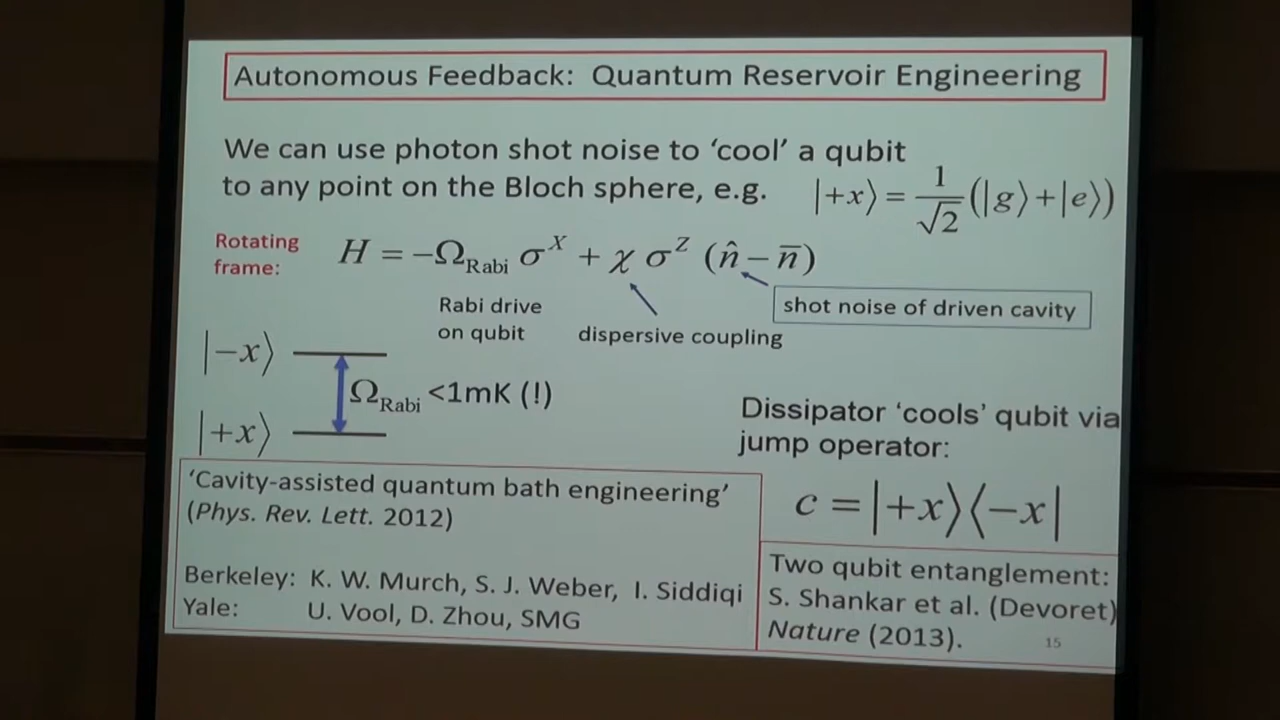 Autonomous Feedback: Quantum Reservoir Engineering
We can use photon shot noise to ‘cool’ a qubit
to any point on the Bloch sphere, e.g. |+x⟩ = 1/√2 (|g⟩+|e⟩)
Rotating
frame:
H = −Ω_Rabi σ^X + χ σ^Z (n̂ − n̄)
Rabi drive
on qubit
dispersive coupling
shot noise of driven cavity
|−x⟩
Ω_Rabi <1mK (!)
|+x⟩
Dissipator ‘cools’ qubit via
jump operator:
c = |+x⟩⟨−x|
‘Cavity-assisted quantum bath engineering’
(Phys. Rev. Lett. 2012)
Berkeley: K. W. Murch, S. J. Weber, I. Siddiqi
Yale: U. Vool, D. Zhou, SMG
Two qubit entanglement:
S. Shankar et al. (Devoret)
Nature (2013).
15